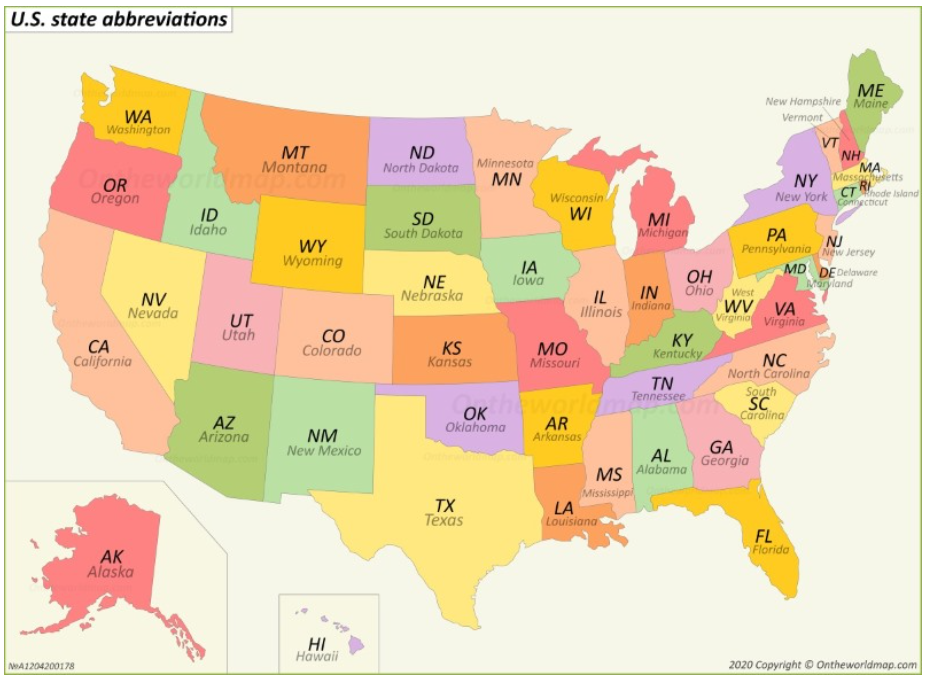 U.S. state abbreviations
WA
Washington
OR
Oregon
CA
California
NV
Nevada
ID
Idaho
MT
Montana
WY
Wyoming
UT
Utah
CO
Colorado
AZ
Arizona
NM
New Mexico
ND
North Dakota
SD
South Dakota
NE
Nebraska
KS
Kansas
OK
Oklahoma
TX
Texas
Minnesota
MN
IA
Iowa
MO
Missouri
AR
Arkansas
LA
Louisiana
Wisconsin
WI
IL
Illinois
MI
Michigan
IN
Indiana
OH
Ohio
KY
Kentucky
TN
Tennessee
MS
Mississippi
AL
Alabama
GA
Georgia
FL
Florida
South
SC
Carolina
NC
North Carolina
VA
Virginia
West
WV
Virginia
MD
Maryland
DE Delaware
PA
Pennsylvania
NJ
New Jersey
NY
New York
CT
Connecticut
RI
Rhode Island
MA
Massachusetts
New Hampshire
Vermont
VT
NH
ME
Maine
AK
Alaska
HI
Hawaii
Ontheworldmap.com
Ontheworldmap.com
№A1204200178
2020 Copyright © Ontheworldmap.com